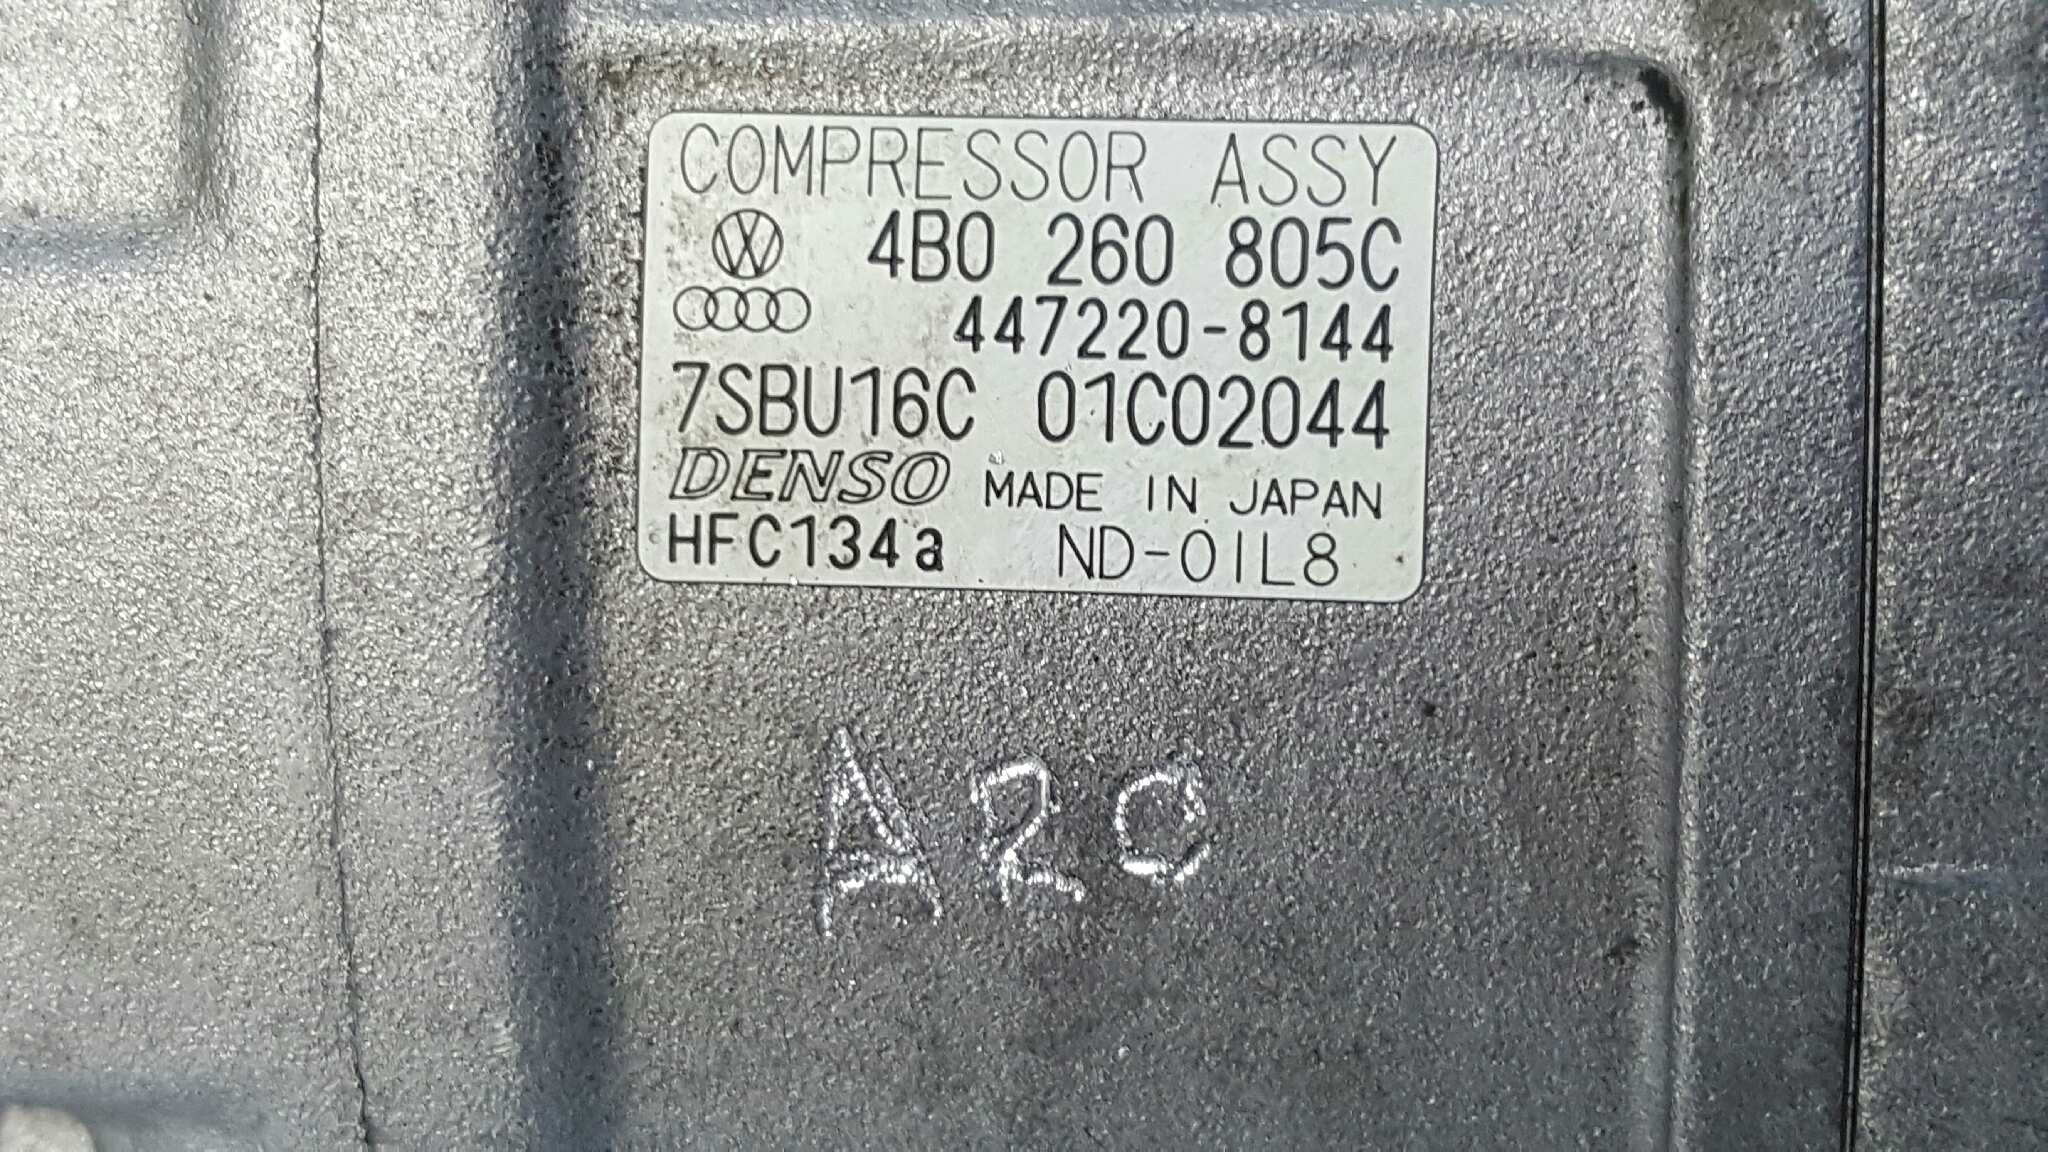 COMPRESSOR ASSY
4B0 260 805C
447220-8144
7SBU16C 01C02044
DENSO MADE IN JAPAN
HFC134a ND-OIL8
A2C